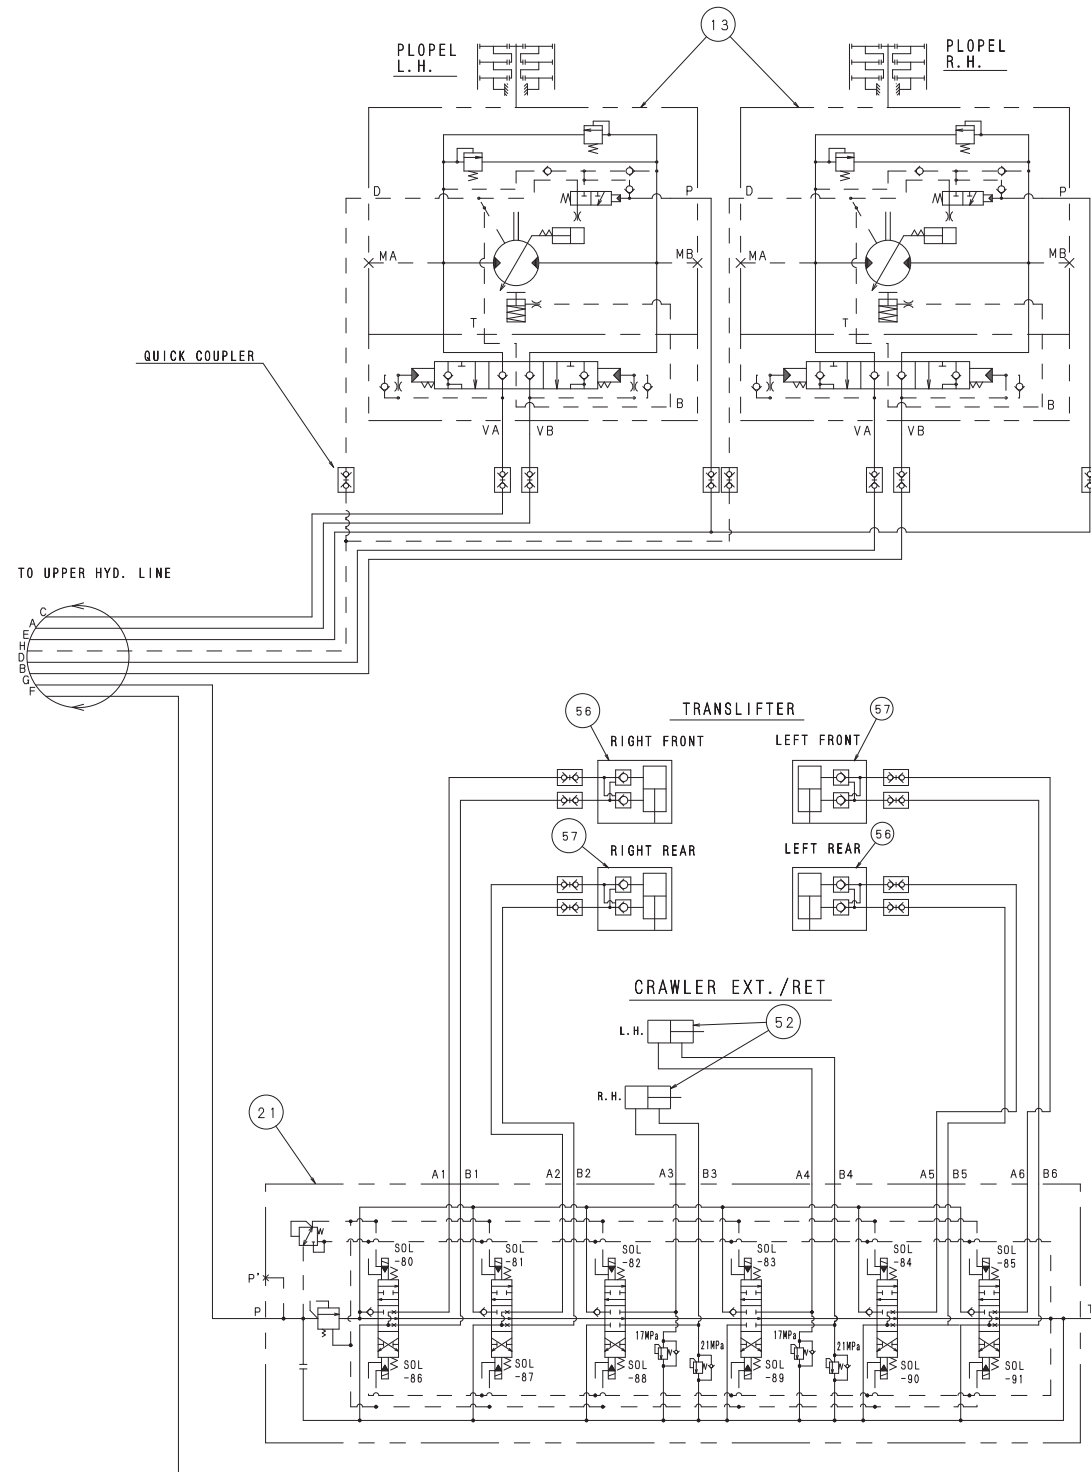 13
PLOPEL
L.H.
PLOPEL
R.H.
D
P
D
P
MA
MB
MA
MB
T
T
QUICK COUPLER
B
B
VA
VB
VA
VB
TO UPPER HYD. LINE
C
A
E
H
D
B
G
F
56
TRANSLIFTER
57
RIGHT FRONT
LEFT FRONT
57
RIGHT REAR
LEFT REAR
56
CRAWLER EXT./RET
L.H.
52
R.H.
21
A1 B1 A2 B2 A3 B3 A4 B4 A5 B5 A6 B6
SOL
-80
SOL
-81
SOL
-82
SOL
-83
SOL
-84
SOL
-85
P'
P
T
17MPa
21MPa
17MPa
21MPa
SOL
-86
SOL
-87
SOL
-88
SOL
-89
SOL
-90
SOL
-91